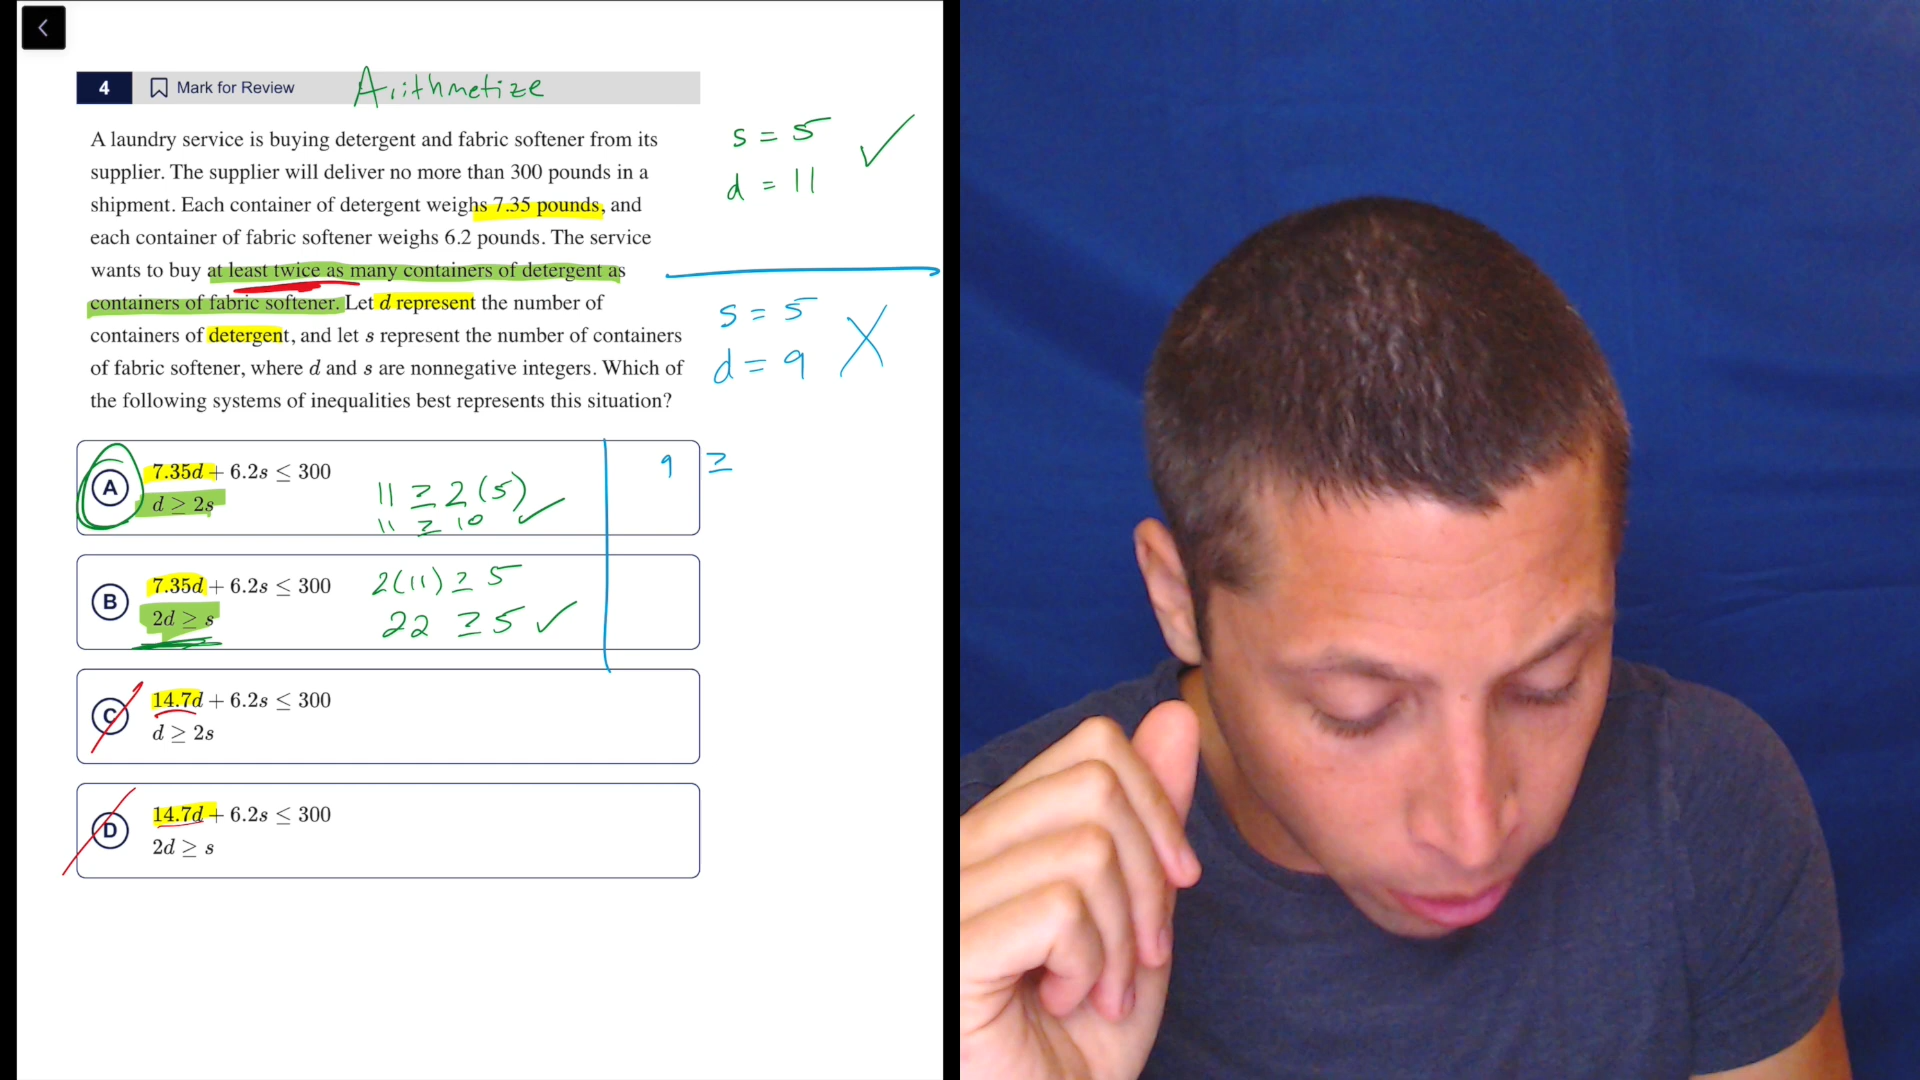 4 Mark for Review Arithmetize
A laundry service is buying detergent and fabric softener from its
supplier. The supplier will deliver no more than 300 pounds in a
shipment. Each container of detergent weighs 7.35 pounds, and
each container of fabric softener weighs 6.2 pounds. The service
wants to buy at least twice as many containers of detergent as
containers of fabric softener. Let d represent the number of
containers of detergent, and let s represent the number of containers
of fabric softener, where d and s are nonnegative integers. Which of
the following systems of inequalities best represents this situation?
s = 5
d = 11
s = 5
d = 9
A 7.35d + 6.2s ≤ 300
d ≥ 2s
11 ≥ 2 (5)
11 ≥ 10
9 ≥
B 7.35d + 6.2s ≤ 300
2d ≥ s
2(11) ≥ 5
22 ≥ 5
C 14.7d + 6.2s ≤ 300
d ≥ 2s
D 14.7d + 6.2s ≤ 300
2d ≥ s